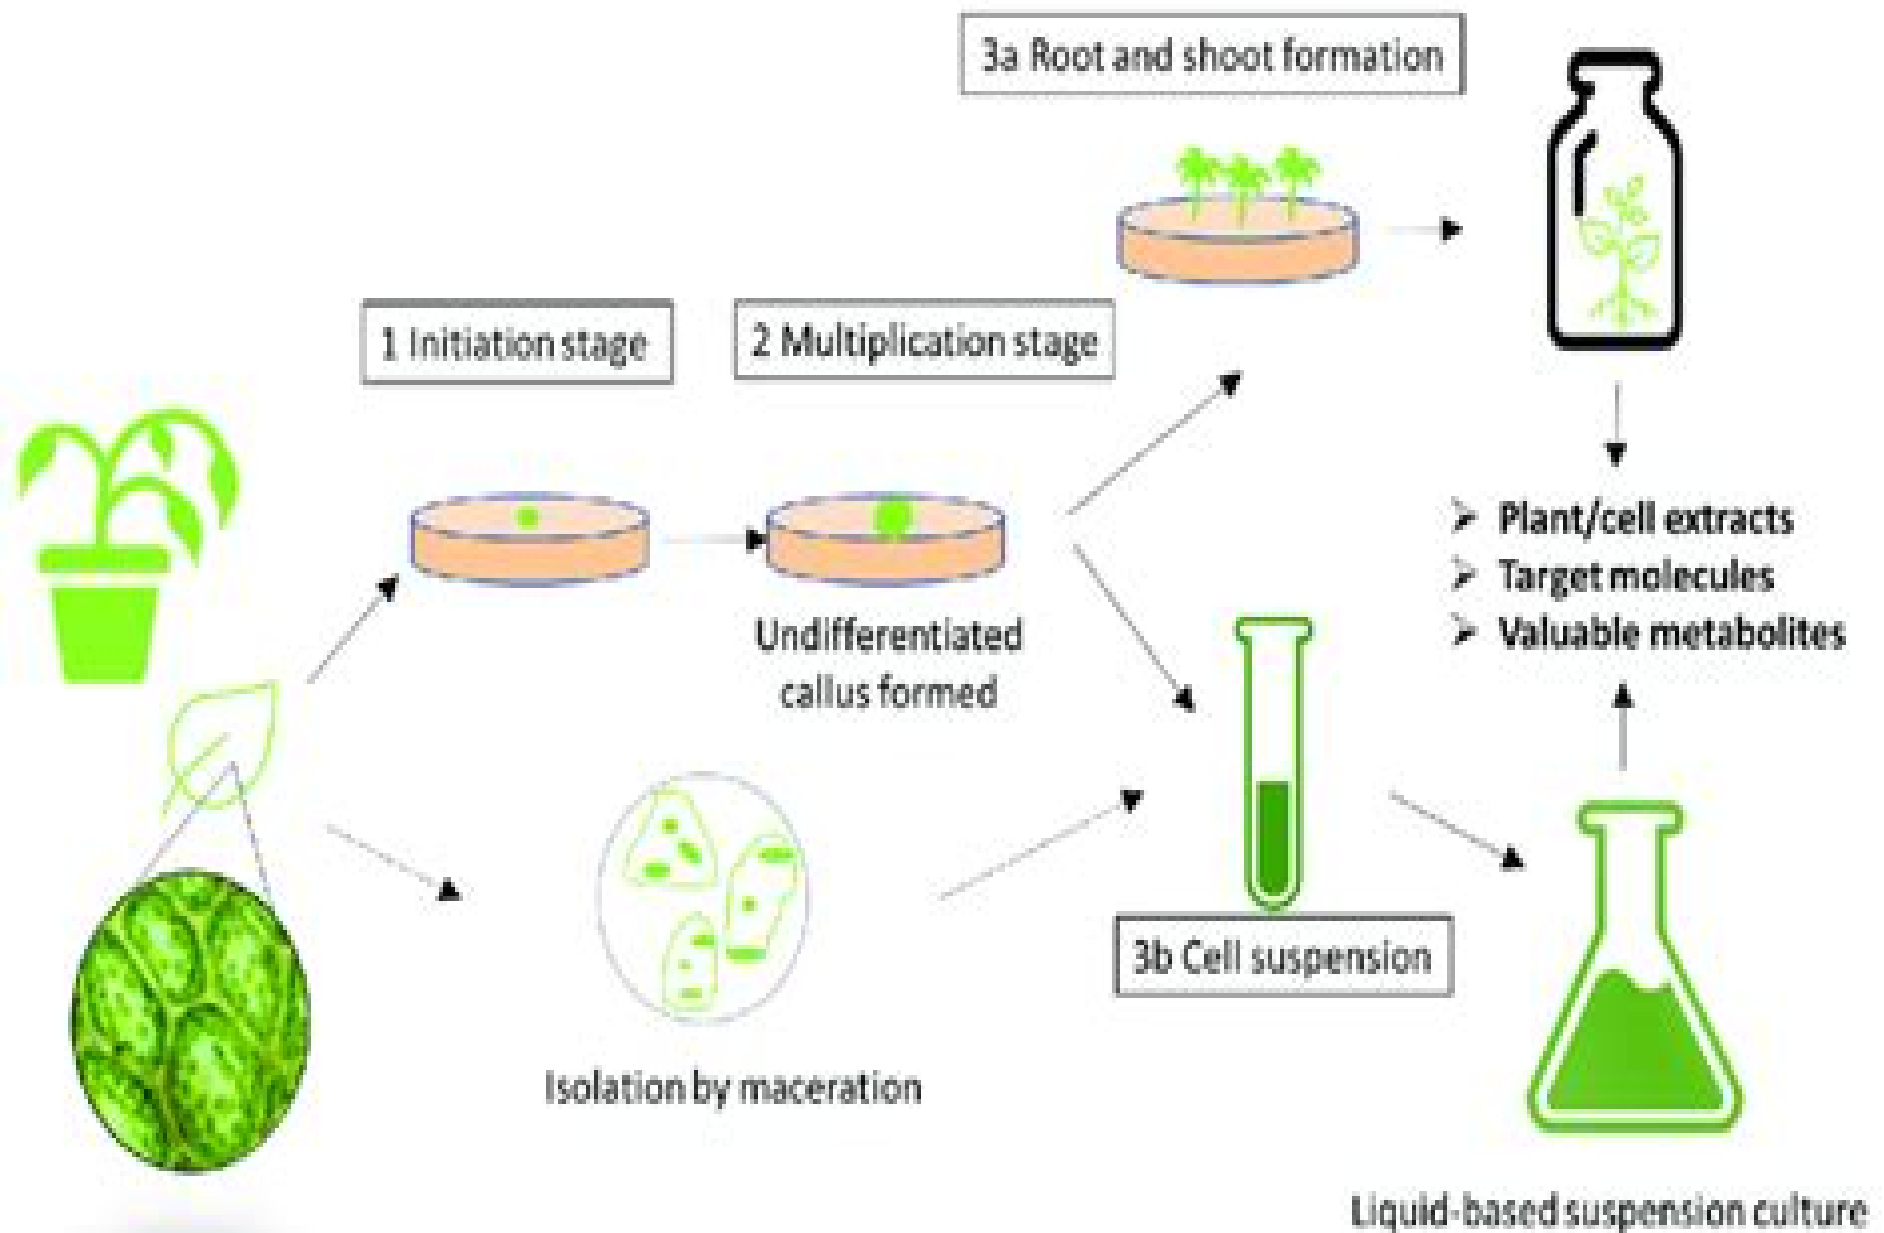 3a Root and shoot formation
1 Initiation stage
2 Multiplication stage
Undifferentiated
callus formed
➢ Plant/cell extracts
➢ Target molecules
➢ Valuable metabolites
3b Cell suspension
Isolation by maceration
Liquid-based suspension culture